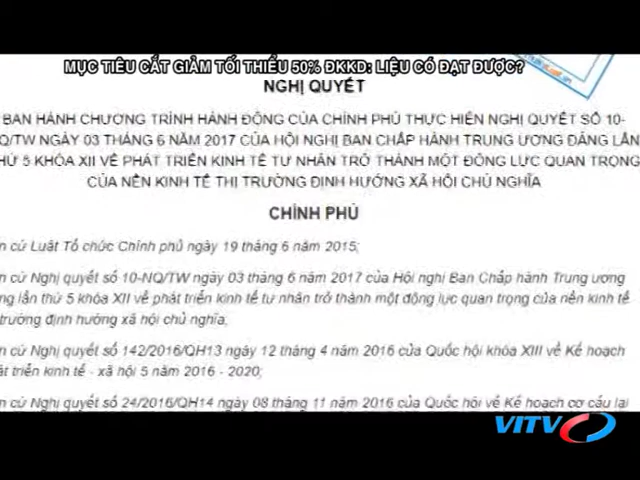 MỤC TIÊU CẮT GIẢM TỐI THIỂU 50% ĐKKD: LIỆU CÓ ĐẠT ĐƯỢC?
NGHỊ QUYẾT
BAN HÀNH CHƯƠNG TRÌNH HÀNH ĐỘNG CỦA CHÍNH PHỦ THỰC HIỆN NGHỊ QUYẾT SỐ 10-
Q/TW NGÀY 03 THÁNG 6 NĂM 2017 CỦA HỘI NGHỊ BAN CHẤP HÀNH TRUNG ƯƠNG ĐẢNG LẦN
HỨ 5 KHÓA XII VỀ PHÁT TRIỂN KINH TẾ TƯ NHÂN TRỞ THÀNH MỘT ĐỘNG LỰC QUAN TRỌNG
CỦA NỀN KINH TẾ THỊ TRƯỜNG ĐỊNH HƯỚNG XÃ HỘI CHỦ NGHĨA
CHÍNH PHỦ
n cứ Luật Tổ chức Chính phủ ngày 19 tháng 6 năm 2015;
n cứ Nghị quyết số 10-NQ/TW ngày 03 tháng 6 năm 2017 của Hội nghị Ban Chấp hành Trung ương
ng lần thứ 5 khóa XII về phát triển kinh tế tư nhân trở thành một động lực quan trọng của nền kinh tế
trường định hướng xã hội chủ nghĩa;
n cứ Nghị quyết số 142/2016/QH13 ngày 12 tháng 4 năm 2016 của Quốc hội khóa XIII về Kế hoạch
át triển kinh tế - xã hội 5 năm 2016 - 2020;
n cứ Nghị quyết số 24/2016/QH14 ngày 08 tháng 11 năm 2016 của Quốc hội về Kế hoạch cơ cấu lại
VITV